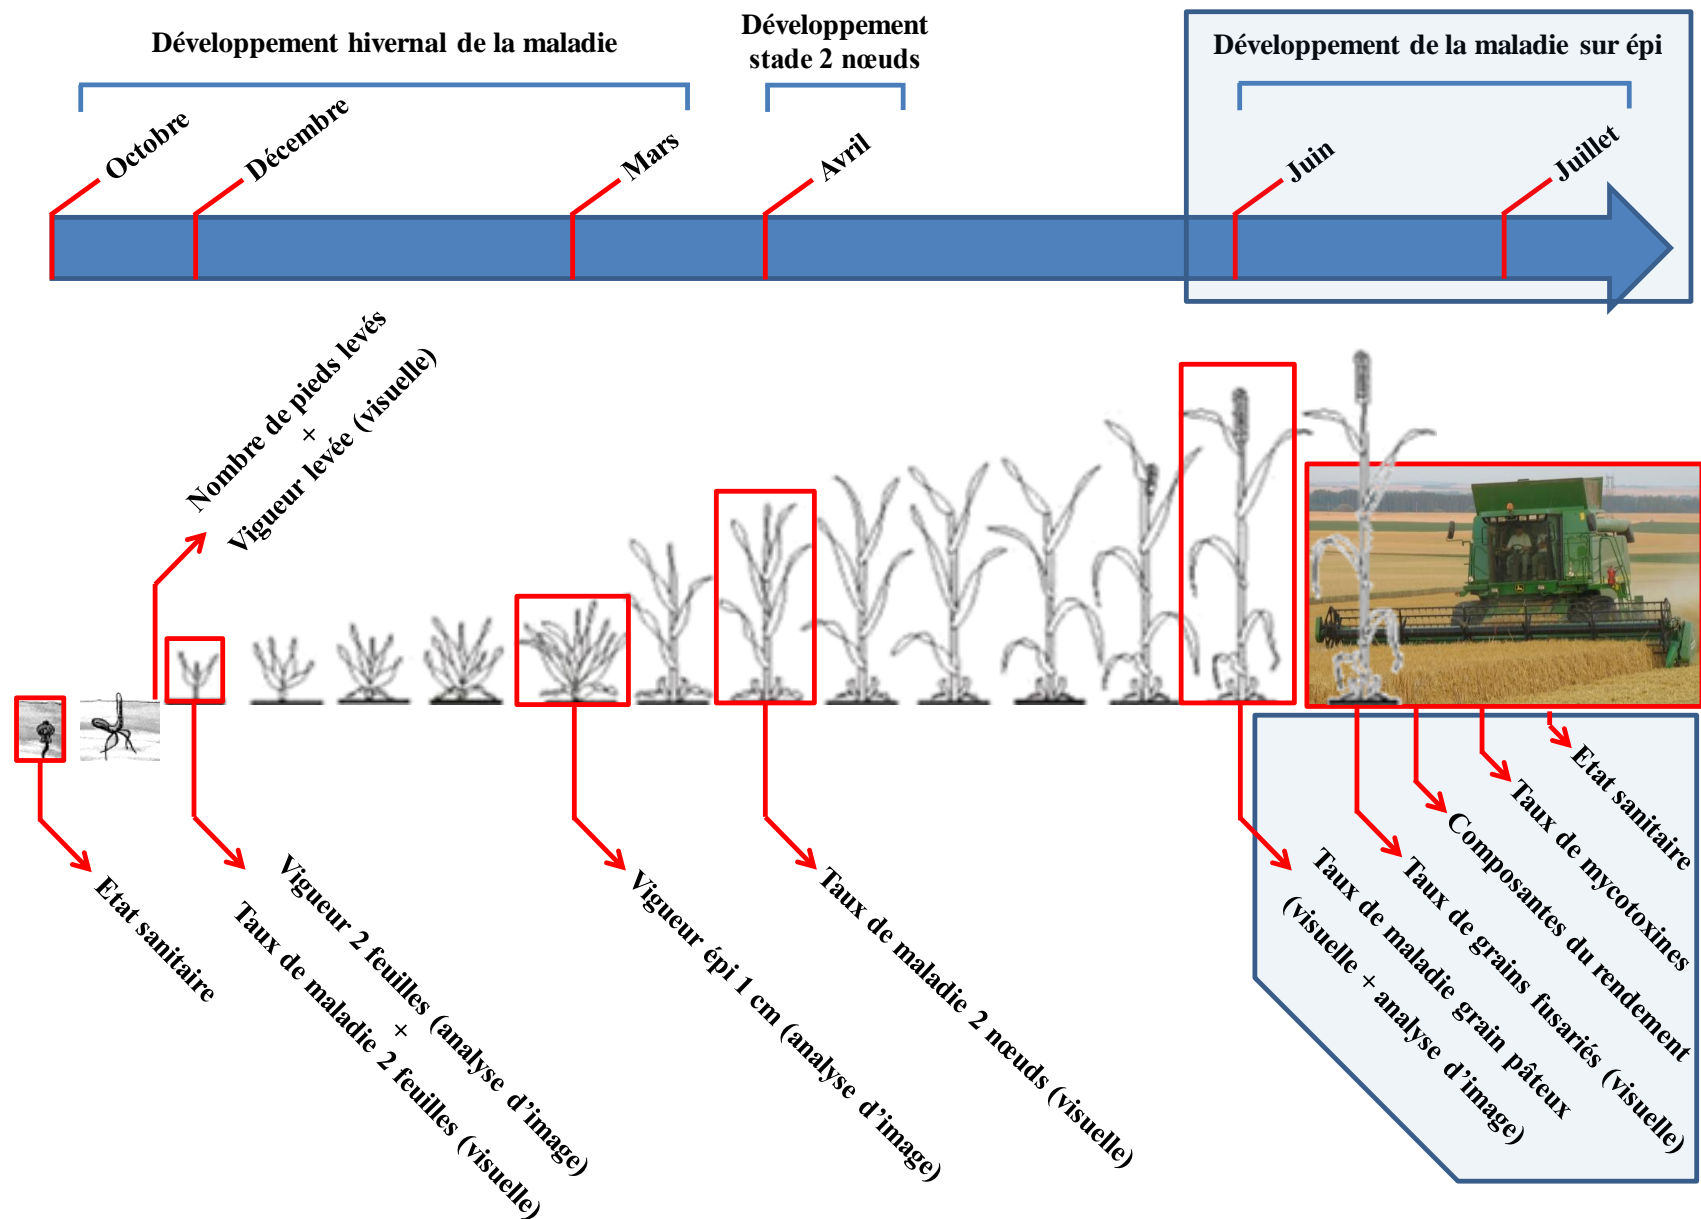 Développement hivernal de la maladie
Développement
stade 2 nœuds
Développement de la maladie sur épi
Octobre
Décembre
Mars
Avril
Juin
Juillet
Nombre de pieds levés
+
Vigueur levée (visuelle)
Etat sanitaire
Vigueur 2 feuilles (analyse d’image)
+
Taux de maladie 2 feuilles (visuelle)
Vigueur épi 1 cm (analyse d’image)
Taux de maladie 2 nœuds (visuelle)
Taux de maladie grain pâteux
(visuelle + analyse d’image)
Taux de grains fusariés (visuelle)
Composantes du rendement
Taux de mycotoxines
Etat sanitaire